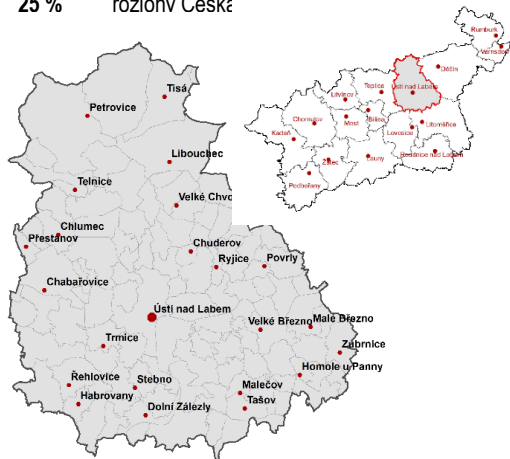 25 % rozlohy Česka
Tisá
Petrovice
Libouchec
Telnice
Velké Chvo
Chlumec
Přestanov
Chuderov
Ryjice
Povrly
Chabařovice
Ústí nad Labem
Velké Březno
Malé Březno
Trmice
Zubrnice
Homole u Panny
Řehlovice
Stebno
Malečov
Habrovany
Tašov
Dolní Zálezly
Rumburk
Varnsdorf
Děčín
Teplice
Ústí nad Labem
Litvínov
Bílina
Chomutov
Most
Litoměřice
Lovosice
Kadaň
Roudnice nad Labem
Žatec
Louny
Podbořany